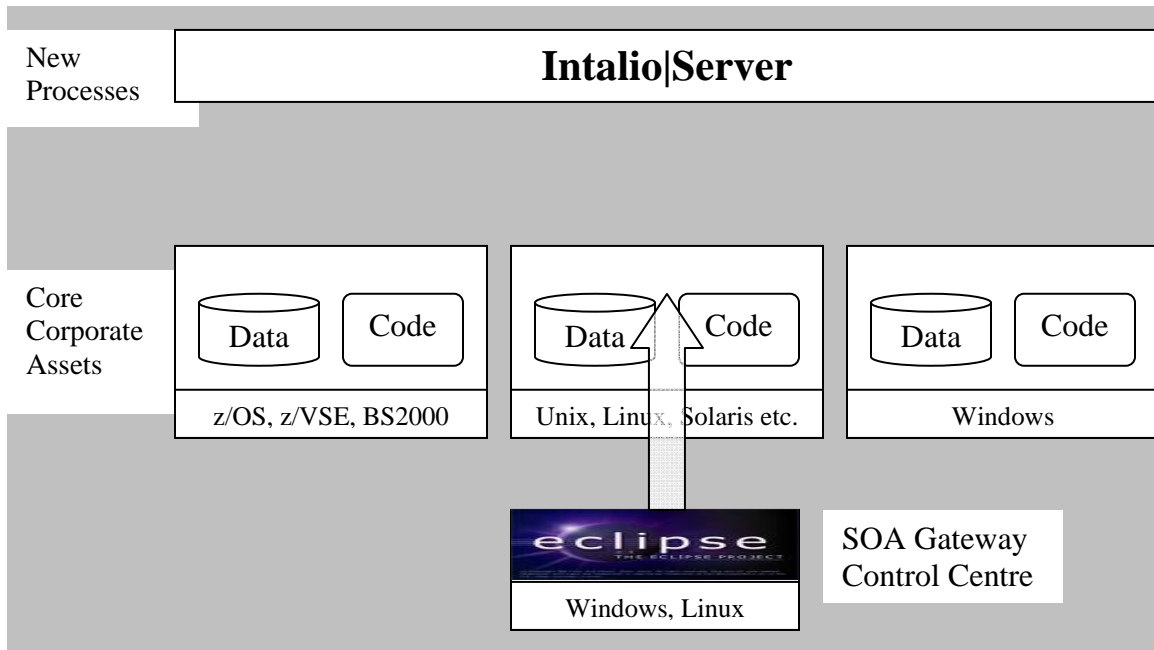 New
Processes
Intalio|Server
Core
Corporate
Assets
Data
Code
z/OS, z/VSE, BS2000
Data
Code
Unix, Linux, Solaris etc.
Data
Code
Windows
eclipse
THE ECLIPSE PROJECT
Windows, Linux
SOA Gateway
Control Centre